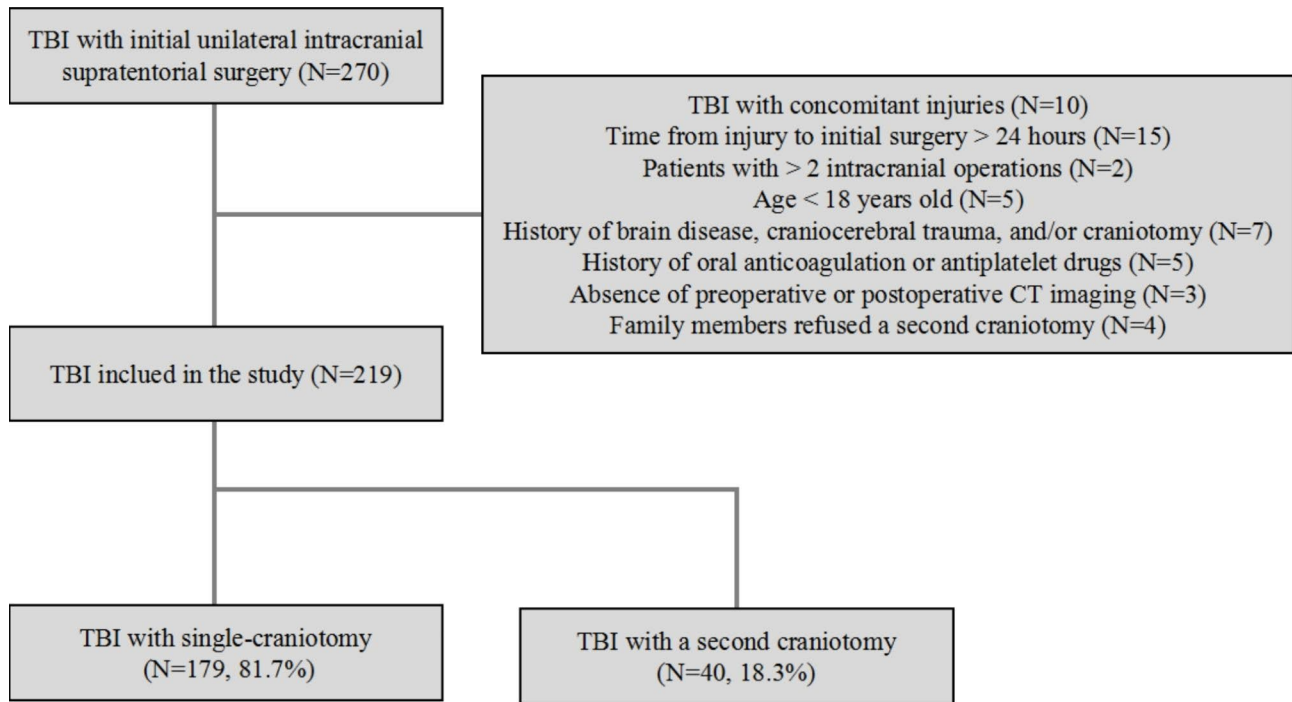 TBI with initial unilateral intracranial
supratentorial surgery (N=270)
TBI with concomitant injuries (N=10)
Time from injury to initial surgery > 24 hours (N=15)
Patients with > 2 intracranial operations (N=2)
Age < 18 years old (N=5)
History of brain disease, craniocerebral trauma, and/or craniotomy (N=7)
History of oral anticoagulation or antiplatelet drugs (N=5)
Absence of preoperative or postoperative CT imaging (N=3)
Family members refused a second craniotomy (N=4)
TBI inclued in the study (N=219)
TBI with single-craniotomy
(N=179, 81.7%)
TBI with a second craniotomy
(N=40, 18.3%)